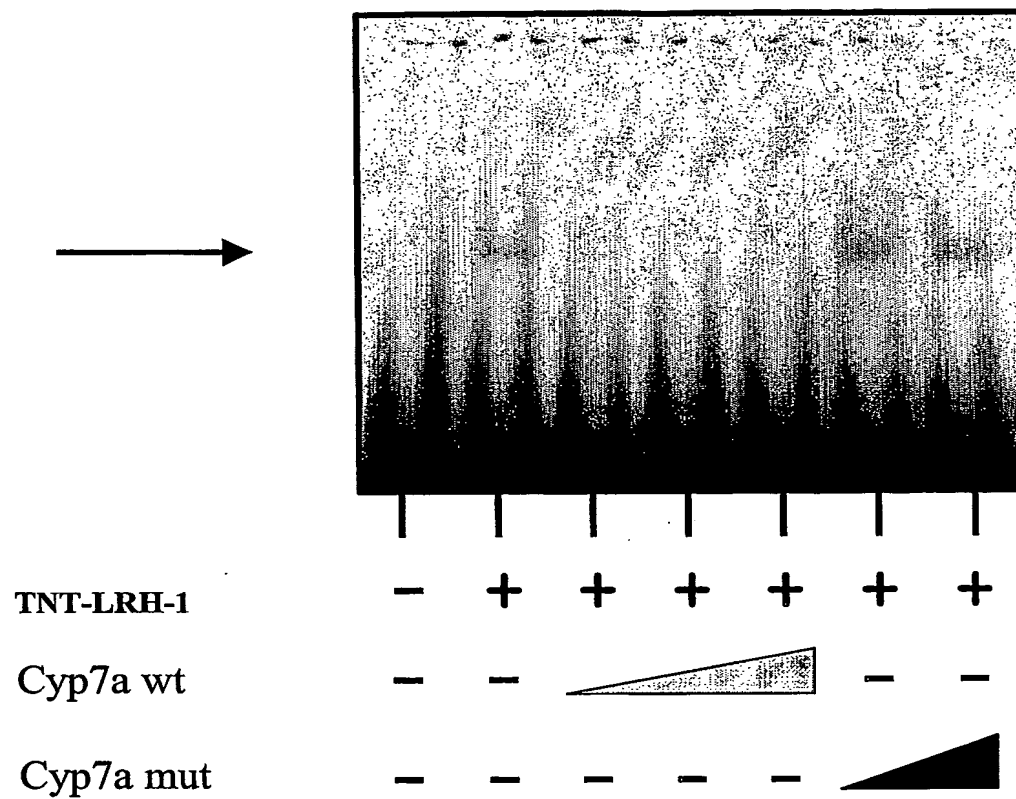 TNT-LRH-1 − + + + + + +
Cyp7a wt − − − −
Cyp7a mut − − − − −